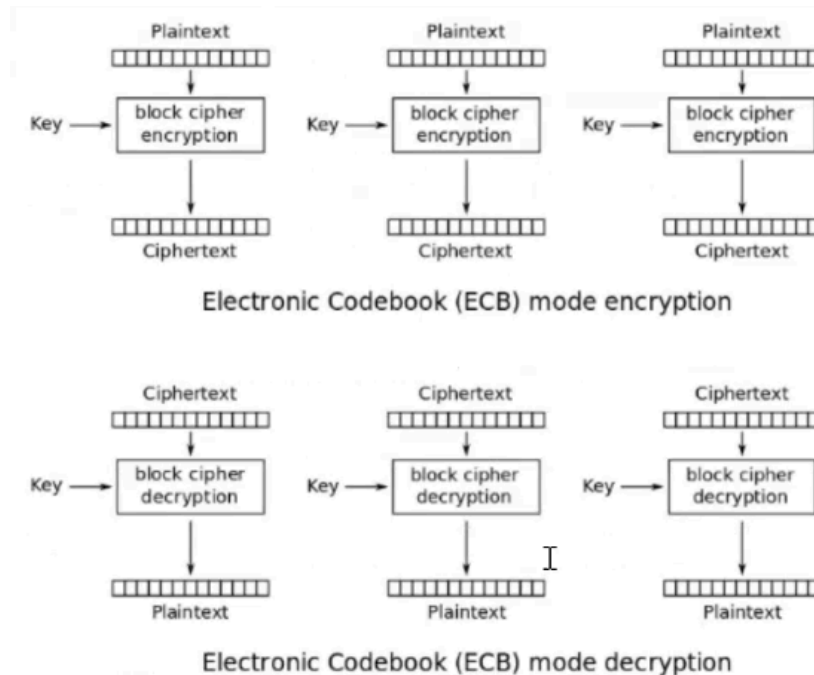 Plaintext Plaintext Plaintext
Key block cipher encryption Key block cipher encryption Key block cipher encryption
Ciphertext Ciphertext Ciphertext
Electronic Codebook (ECB) mode encryption
Ciphertext Ciphertext Ciphertext
Key block cipher decryption Key block cipher decryption Key block cipher decryption
Plaintext Plaintext Plaintext
Electronic Codebook (ECB) mode decryption